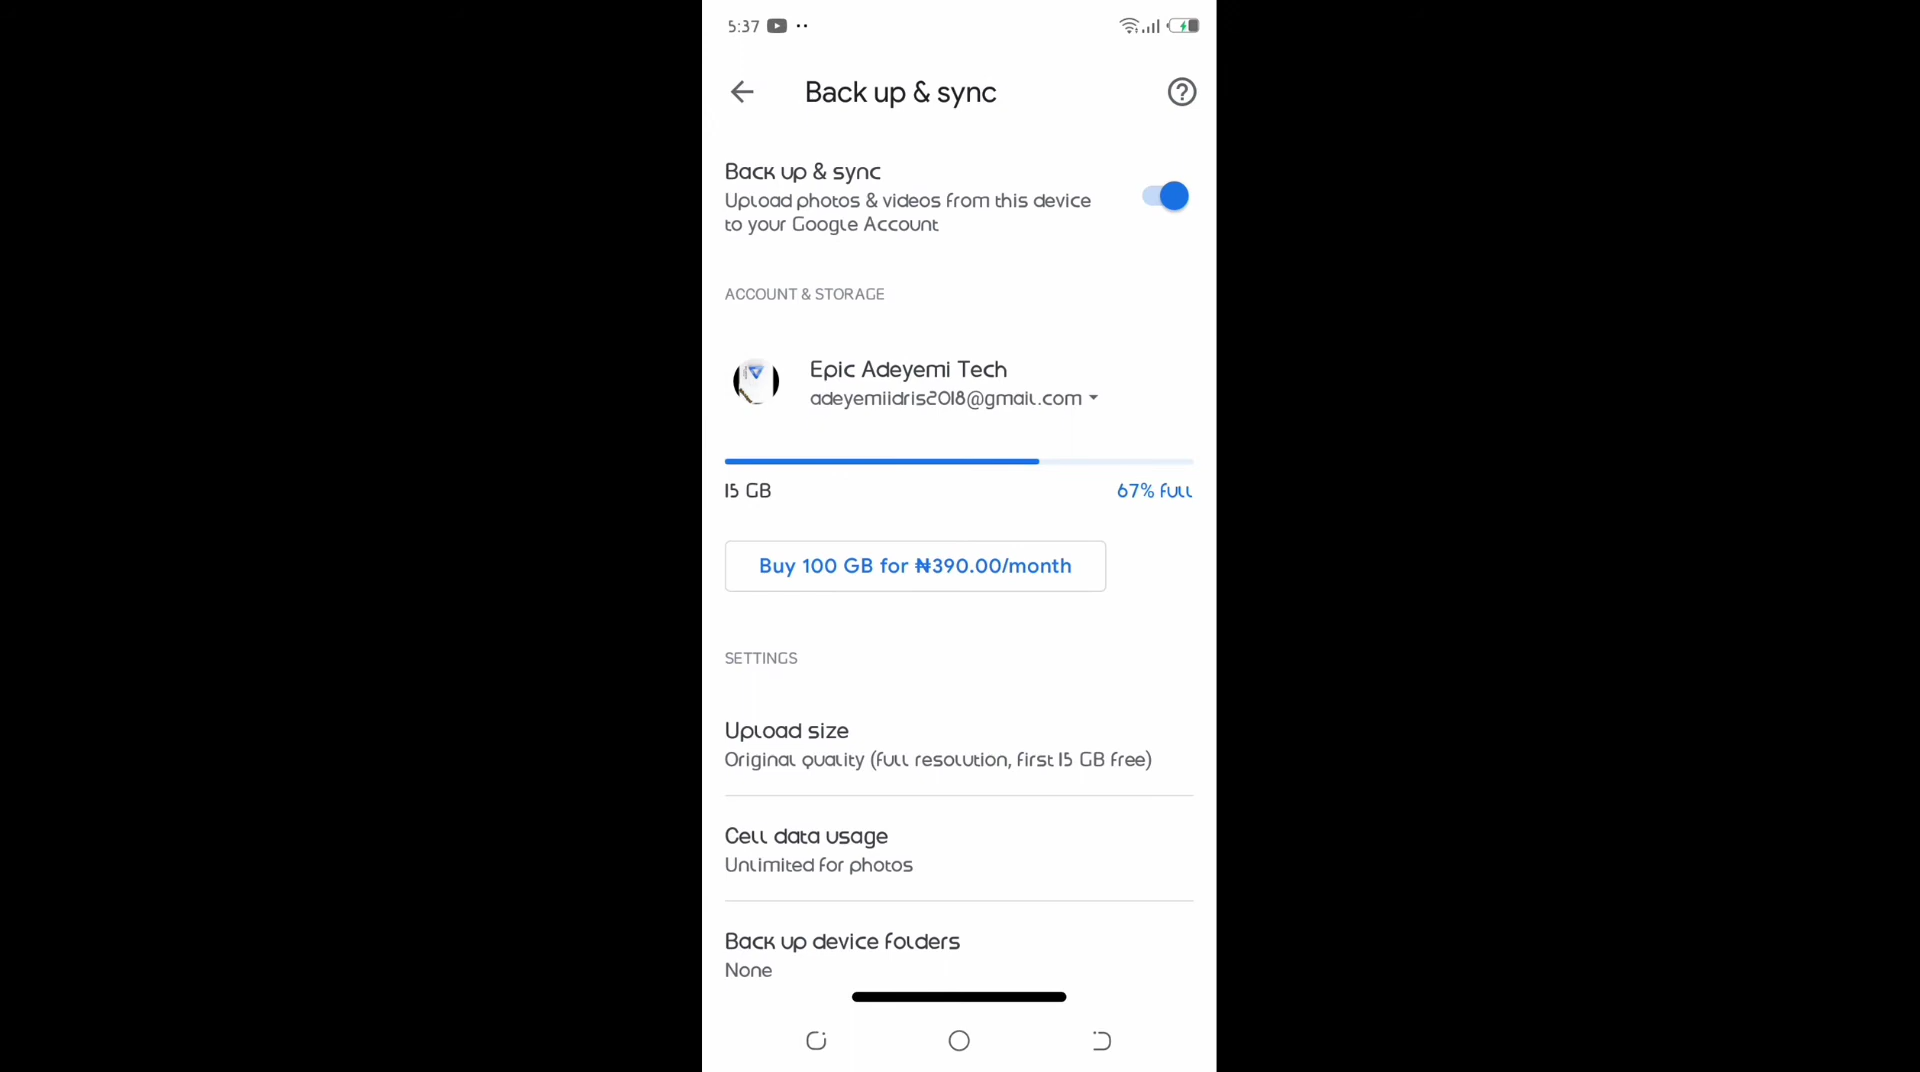 5:37
Back up & sync
Back up & sync
Upload photos & videos from this device
to your Google Account
ACCOUNT & STORAGE
Epic Adeyemi Tech
adeyemiidris2018@gmail.com
15 GB
67% full
Buy 100 GB for ₦390.00/month
SETTINGS
Upload size
Original quality (full resolution, first 15 GB free)
Cell data usage
Unlimited for photos
Back up device folders
None